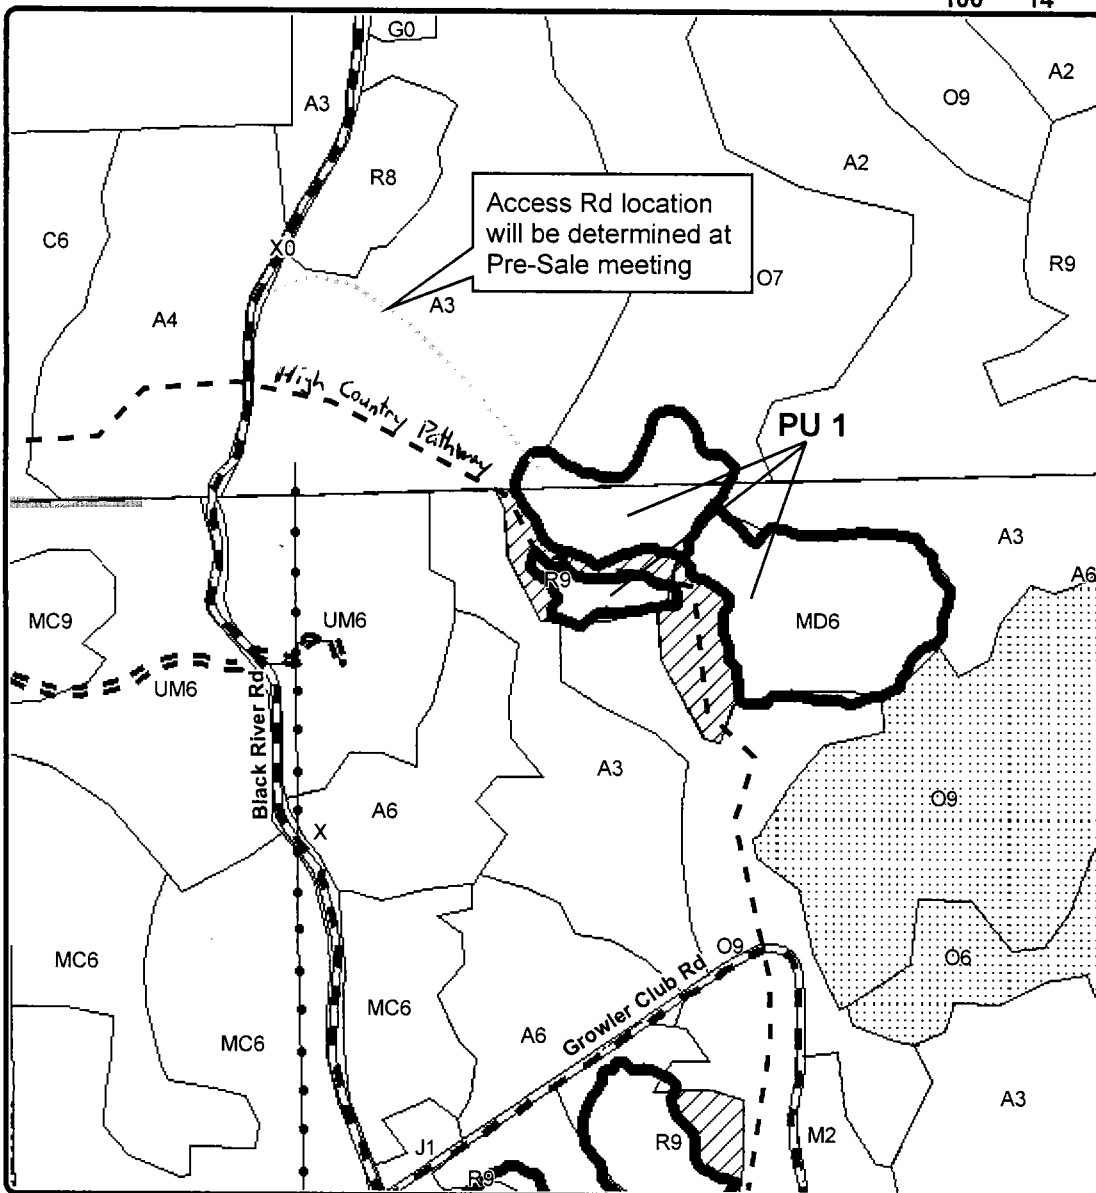 G0
A3
A2
O9
A2
R8
C6
X0
Access Rd location
will be determined at
Pre-Sale meeting
O7
R9
A4
A3
High Country Pathway
PU 1
A3
A6
R9
MC9
UM6
MD6
UM6
Black River Rd
A3
O9
A6
X
O9
O6
MC6
MC6
A6
Growler Club Rd
MC6
A3
J1
R9
M2
R9